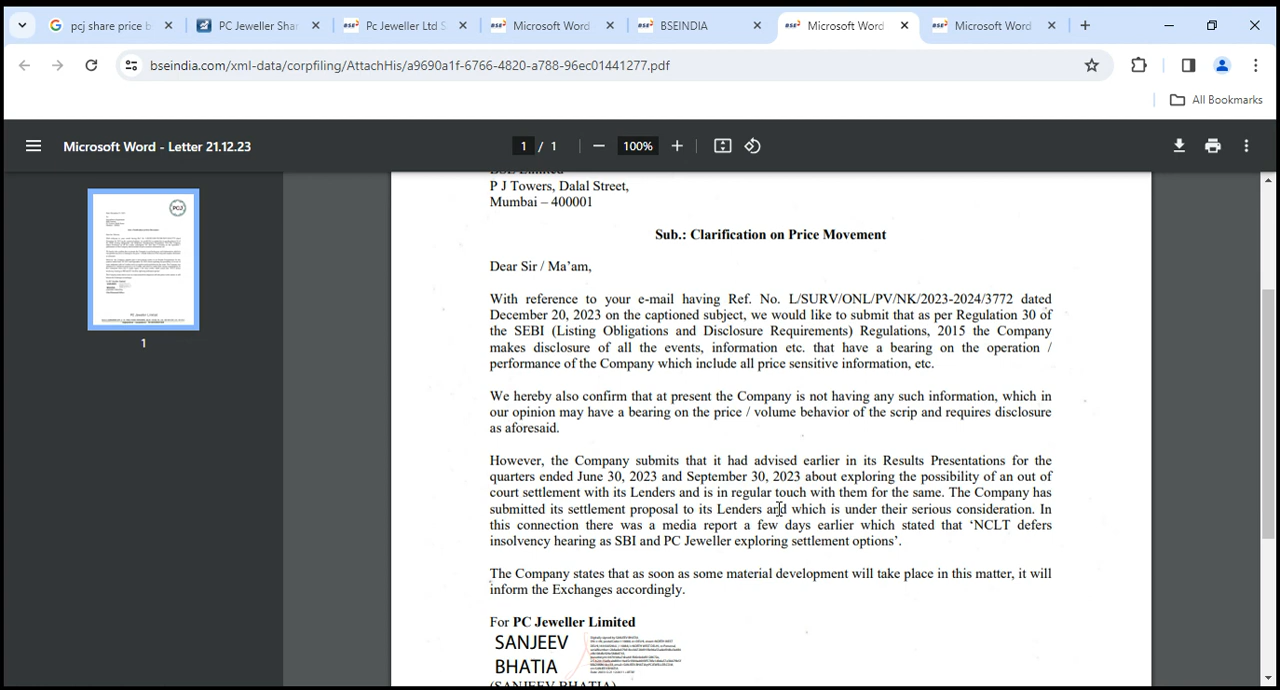 pcj share price b
PC Jeweller Shar
Pc Jeweller Ltd S
Microsoft Word
BSEINDIA
Microsoft Word
Microsoft Word
bseindia.com/xml-data/corpfiling/AttachHis/a9690a1f-6766-4820-a788-96ec01441277.pdf
All Bookmarks
Microsoft Word - Letter 21.12.23
1 / 1
100%
1
BSE Limited
P J Towers, Dalal Street,
Mumbai – 400001
Sub.: Clarification on Price Movement
Dear Sir / Ma'am,
With reference to your e-mail having Ref. No. L/SURV/ONL/PV/NK/2023-2024/3772 dated
December 20, 2023 on the captioned subject, we would like to submit that as per Regulation 30 of
the SEBI (Listing Obligations and Disclosure Requirements) Regulations, 2015 the Company
makes disclosure of all the events, information etc. that have a bearing on the operation /
performance of the Company which include all price sensitive information, etc.
We hereby also confirm that at present the Company is not having any such information, which in
our opinion may have a bearing on the price / volume behavior of the scrip and requires disclosure
as aforesaid.
However, the Company submits that it had advised earlier in its Results Presentations for the
quarters ended June 30, 2023 and September 30, 2023 about exploring the possibility of an out of
court settlement with its Lenders and is in regular touch with them for the same. The Company has
submitted its settlement proposal to its Lenders and which is under their serious consideration. In
this connection there was a media report a few days earlier which stated that 'NCLT defers
insolvency hearing as SBI and PC Jeweller exploring settlement options'.
The Company states that as soon as some material development will take place in this matter, it will
inform the Exchanges accordingly.
For PC Jeweller Limited
SANJEEV
BHATIA
(SANJEEV BHATIA)